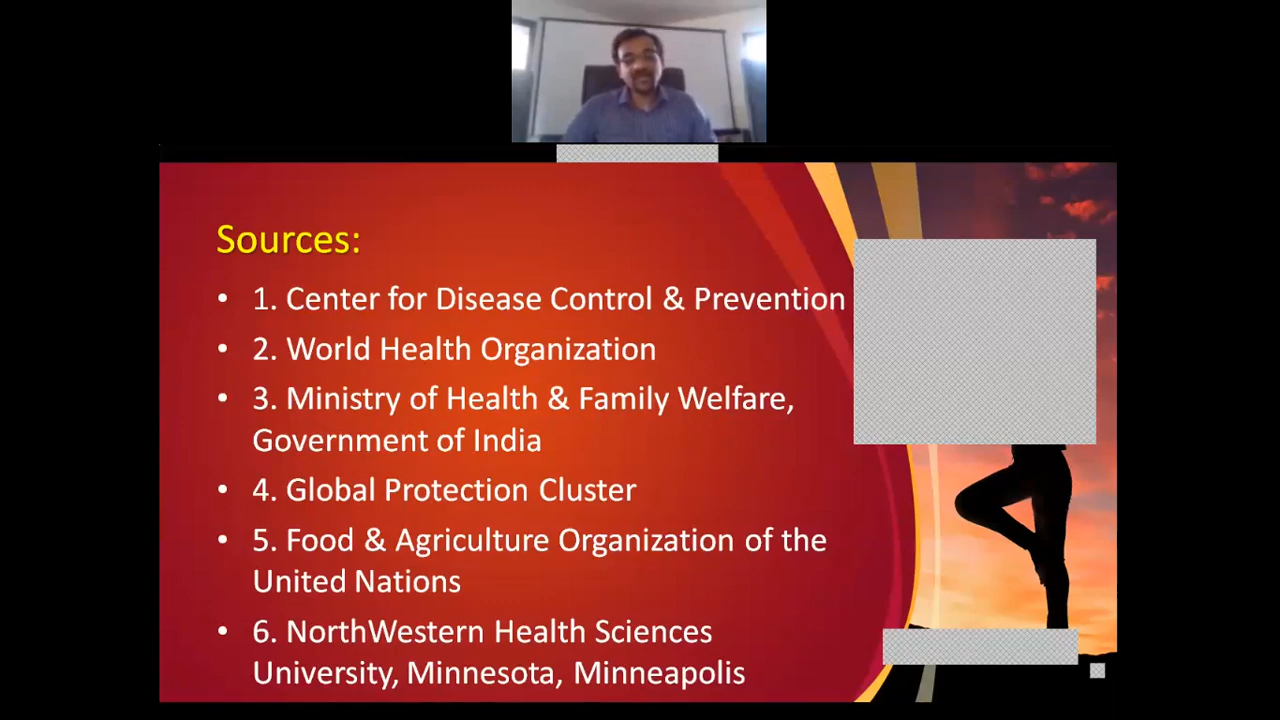 Sources:
• 1. Center for Disease Control & Prevention
• 2. World Health Organization
• 3. Ministry of Health & Family Welfare,
Government of India
• 4. Global Protection Cluster
• 5. Food & Agriculture Organization of the
United Nations
• 6. NorthWestern Health Sciences
University, Minnesota, Minneapolis